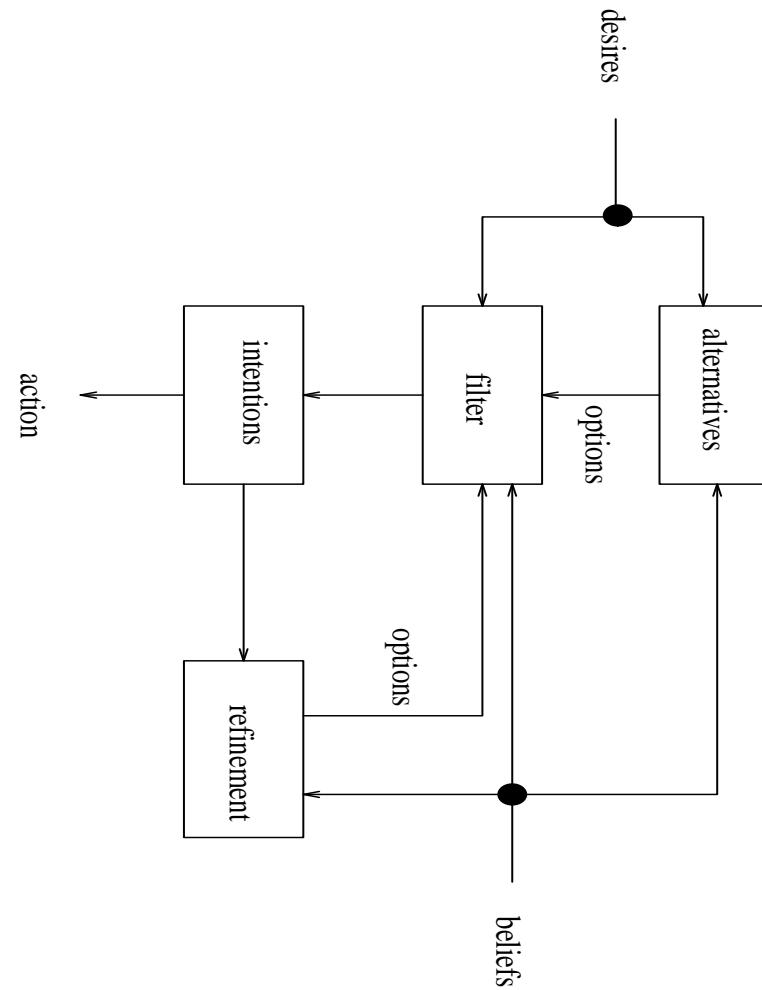 desires
alternatives
options
filter
intentions
action
options
refinement
beliefs